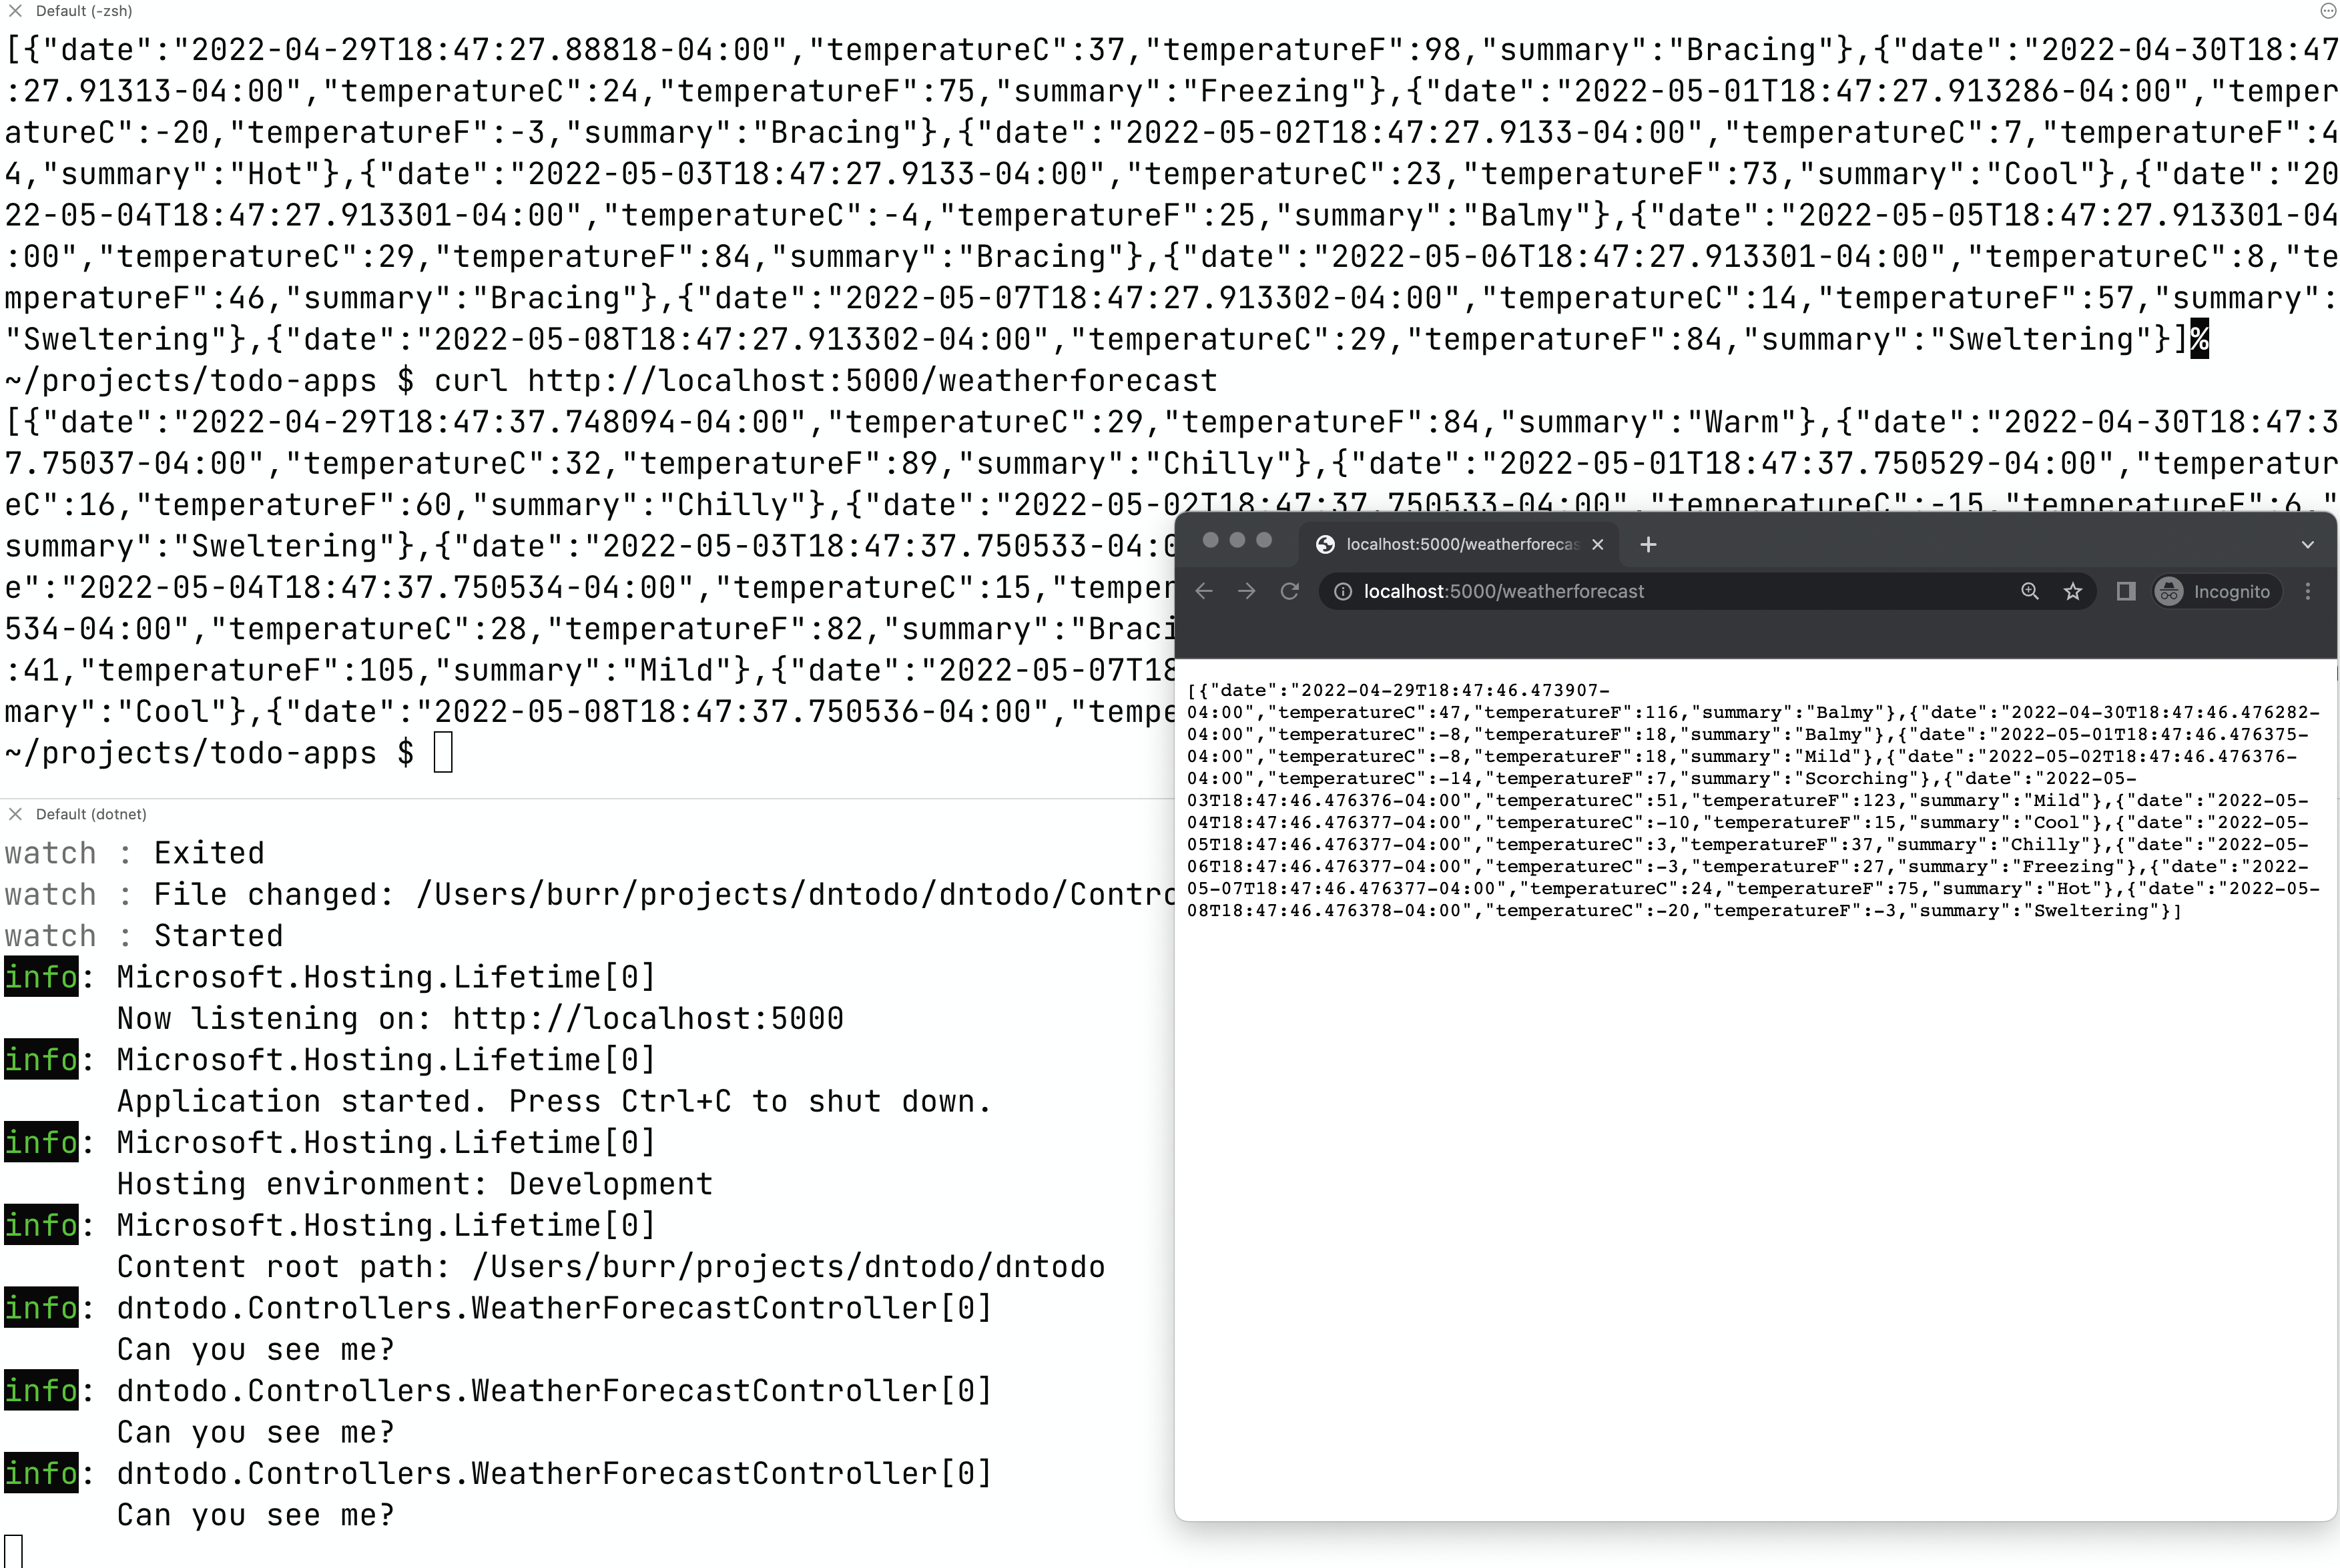 Default (-zsh)
[{"date":"2022-04-29T18:47:27.88818-04:00","temperatureC":37,"temperatureF":98,"summary":"Bracing"},{"date":"2022-04-30T18:47
:27.91313-04:00","temperatureC":24,"temperatureF":75,"summary":"Freezing"},{"date":"2022-05-01T18:47:27.913286-04:00","temper
atureC":-20,"temperatureF":-3,"summary":"Bracing"},{"date":"2022-05-02T18:47:27.9133-04:00","temperatureC":7,"temperatureF":4
4,"summary":"Hot"},{"date":"2022-05-03T18:47:27.9133-04:00","temperatureC":23,"temperatureF":73,"summary":"Cool"},{"date":"20
22-05-04T18:47:27.913301-04:00","temperatureC":-4,"temperatureF":25,"summary":"Balmy"},{"date":"2022-05-05T18:47:27.913301-04
:00","temperatureC":29,"temperatureF":84,"summary":"Bracing"},{"date":"2022-05-06T18:47:27.913301-04:00","temperatureC":8,"te
mperatureF":46,"summary":"Bracing"},{"date":"2022-05-07T18:47:27.913302-04:00","temperatureC":14,"temperatureF":57,"summary":
"Sweltering"},{"date":"2022-05-08T18:47:27.913302-04:00","temperatureC":29,"temperatureF":84,"summary":"Sweltering"}]%
~/projects/todo-apps $ curl http://localhost:5000/weatherforecast
[{"date":"2022-04-29T18:47:37.748094-04:00","temperatureC":29,"temperatureF":84,"summary":"Warm"},{"date":"2022-04-30T18:47:3
7.75037-04:00","temperatureC":32,"temperatureF":89,"summary":"Chilly"},{"date":"2022-05-01T18:47:37.750529-04:00","temperatur
eC":16,"temperatureF":60,"summary":"Chilly"},{"date":"2022-05-02T18:47:37.750533-04:00","temperatureC":-15,"temperatureF":6,"
summary":"Sweltering"},{"date":"2022-05-03T18:47:37.750533-04:0
e":"2022-05-04T18:47:37.750534-04:00","temperatureC":15,"temper
534-04:00","temperatureC":28,"temperatureF":82,"summary":"Braci
:41,"temperatureF":105,"summary":"Mild"},{"date":"2022-05-07T18
mary":"Cool"},{"date":"2022-05-08T18:47:37.750536-04:00","tempe
~/projects/todo-apps $
Default (dotnet)
watch : Exited
watch : File changed: /Users/burr/projects/dntodo/dntodo/Contro
watch : Started
info: Microsoft.Hosting.Lifetime[0]
Now listening on: http://localhost:5000
info: Microsoft.Hosting.Lifetime[0]
Application started. Press Ctrl+C to shut down.
info: Microsoft.Hosting.Lifetime[0]
Hosting environment: Development
info: Microsoft.Hosting.Lifetime[0]
Content root path: /Users/burr/projects/dntodo/dntodo
info: dntodo.Controllers.WeatherForecastController[0]
Can you see me?
info: dntodo.Controllers.WeatherForecastController[0]
Can you see me?
info: dntodo.Controllers.WeatherForecastController[0]
Can you see me?
localhost:5000/weatherforecas
localhost:5000/weatherforecast
Incognito
[{"date":"2022-04-29T18:47:46.473907-
04:00","temperatureC":47,"temperatureF":116,"summary":"Balmy"},{"date":"2022-04-30T18:47:46.476282-
04:00","temperatureC":-8,"temperatureF":18,"summary":"Balmy"},{"date":"2022-05-01T18:47:46.476375-
04:00","temperatureC":-8,"temperatureF":18,"summary":"Mild"},{"date":"2022-05-02T18:47:46.476376-
04:00","temperatureC":-14,"temperatureF":7,"summary":"Scorching"},{"date":"2022-05-
03T18:47:46.476376-04:00","temperatureC":51,"temperatureF":123,"summary":"Mild"},{"date":"2022-05-
04T18:47:46.476377-04:00","temperatureC":-10,"temperatureF":15,"summary":"Cool"},{"date":"2022-05-
05T18:47:46.476377-04:00","temperatureC":3,"temperatureF":37,"summary":"Chilly"},{"date":"2022-05-
06T18:47:46.476377-04:00","temperatureC":-3,"temperatureF":27,"summary":"Freezing"},{"date":"2022-
05-07T18:47:46.476377-04:00","temperatureC":24,"temperatureF":75,"summary":"Hot"},{"date":"2022-05-
08T18:47:46.476378-04:00","temperatureC":-20,"temperatureF":-3,"summary":"Sweltering"}]